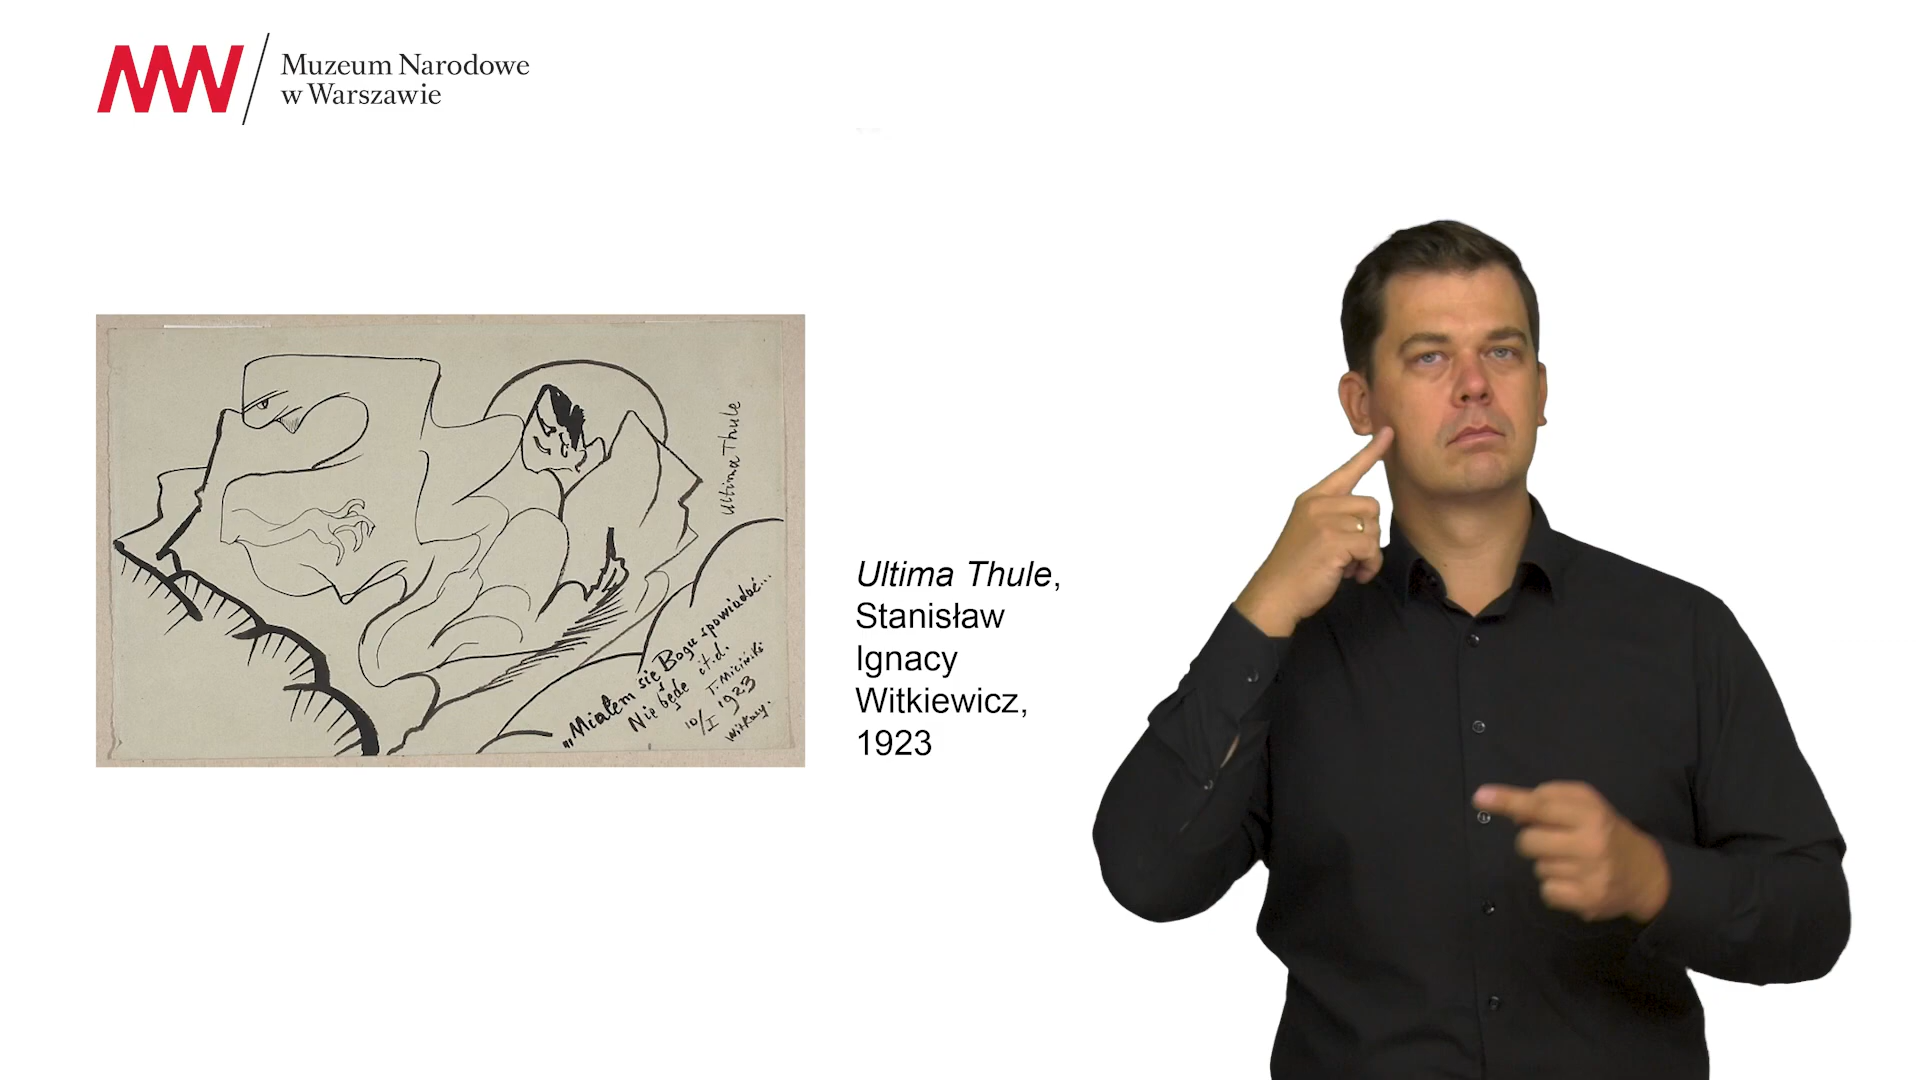 Muzeum Narodowe
w Warszawie
Ultima Thule
„Miałem się Bogu spowiadać...
Nie będę it.d.
T. Miciński
10/I 1923
Witkacy.
Ultima Thule,
Stanisław
Ignacy
Witkiewicz,
1923